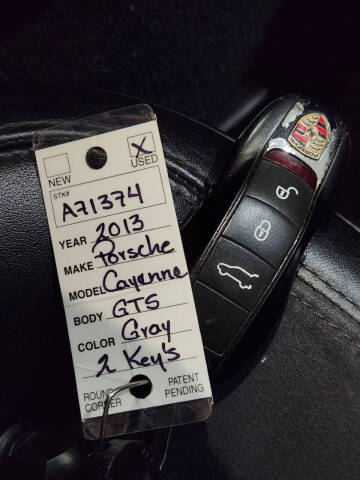 NEW
X
USED
STK#
A71374
YEAR 2013
MAKE Porsche
MODEL Cayenne
BODY GTS
COLOR Gray
2 Key's
ROUND CORNER
PATENT PENDING